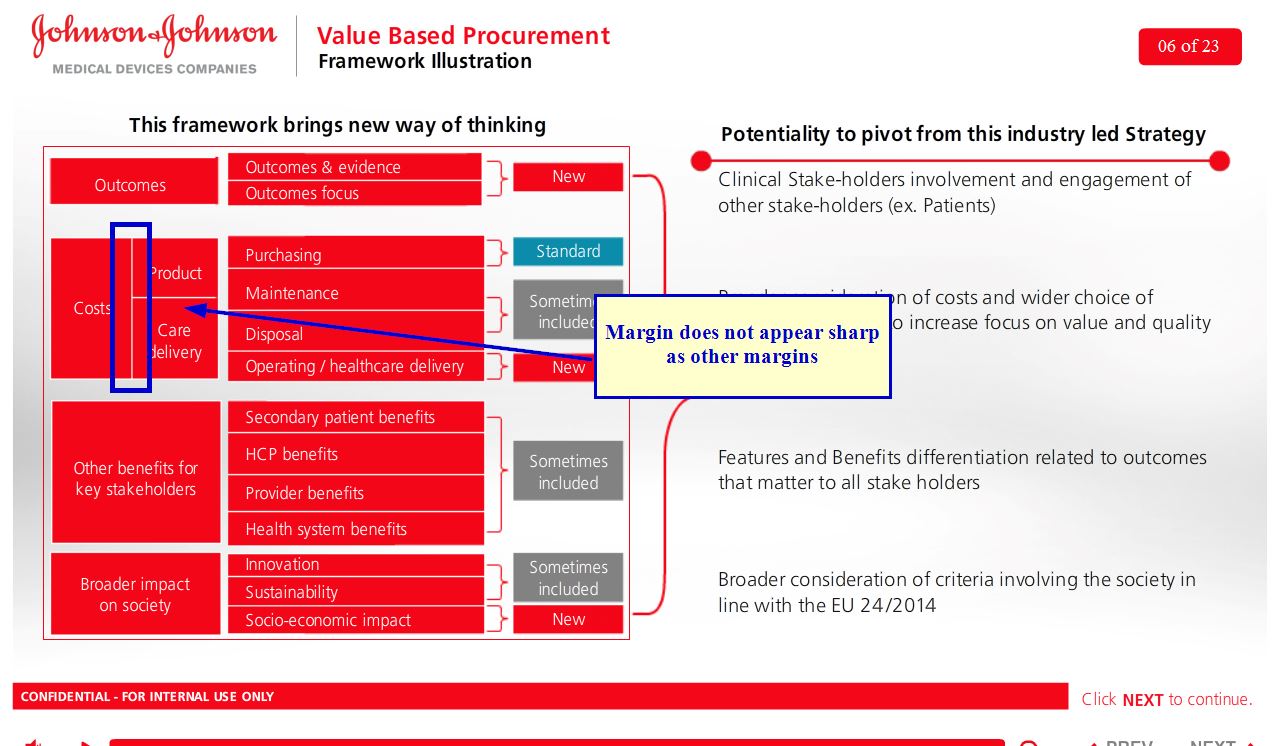 Johnson & Johnson
MEDICAL DEVICES COMPANIES
Value Based Procurement
Framework Illustration
06 of 23
This framework brings new way of thinking
Outcomes
Outcomes & evidence
Outcomes focus
New
Costs
Product
Care
delivery
Purchasing
Maintenance
Disposal
Operating / healthcare delivery
Standard
Sometimes
included
New
Other benefits for
key stakeholders
Secondary patient benefits
HCP benefits
Provider benefits
Health system benefits
Sometimes
included
Broader impact
on society
Innovation
Sustainability
Socio-economic impact
Sometimes
included
New
Potentiality to pivot from this industry led Strategy
Clinical Stake-holders involvement and engagement of
other stake-holders (ex. Patients)
of costs and wider choice of
to increase focus on value and quality
Margin does not appear sharp
as other margins
Features and Benefits differentiation related to outcomes
that matter to all stake holders
Broader consideration of criteria involving the society in
line with the EU 24/2014
CONFIDENTIAL - FOR INTERNAL USE ONLY
Click NEXT to continue.
PREV
NEXT